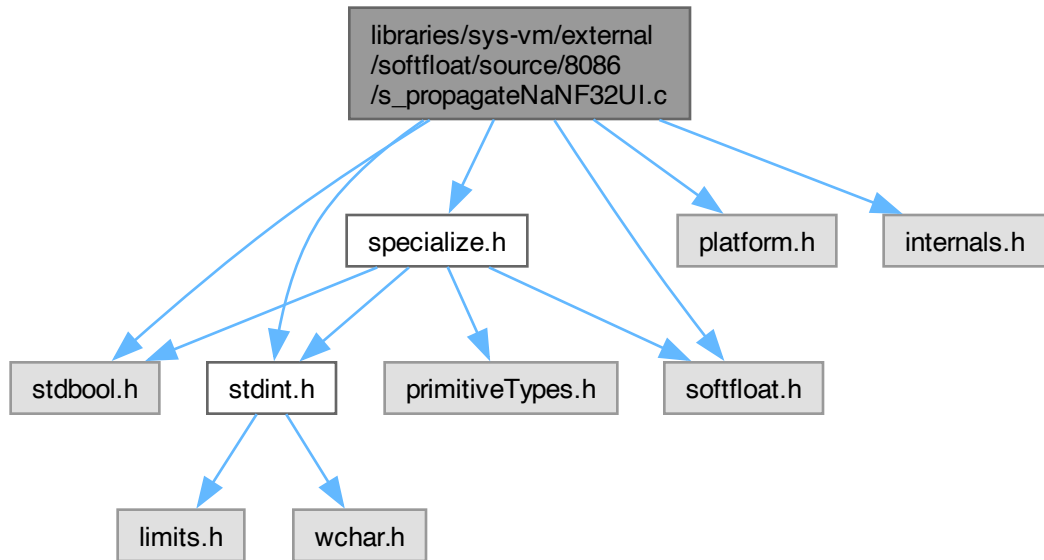 libraries/sys-vm/external
/softfloat/source/8086
/s_propagateNaNF32UI.c
specialize.h
platform.h
internals.h
stdbool.h
stdint.h
primitiveTypes.h
softfloat.h
limits.h
wchar.h